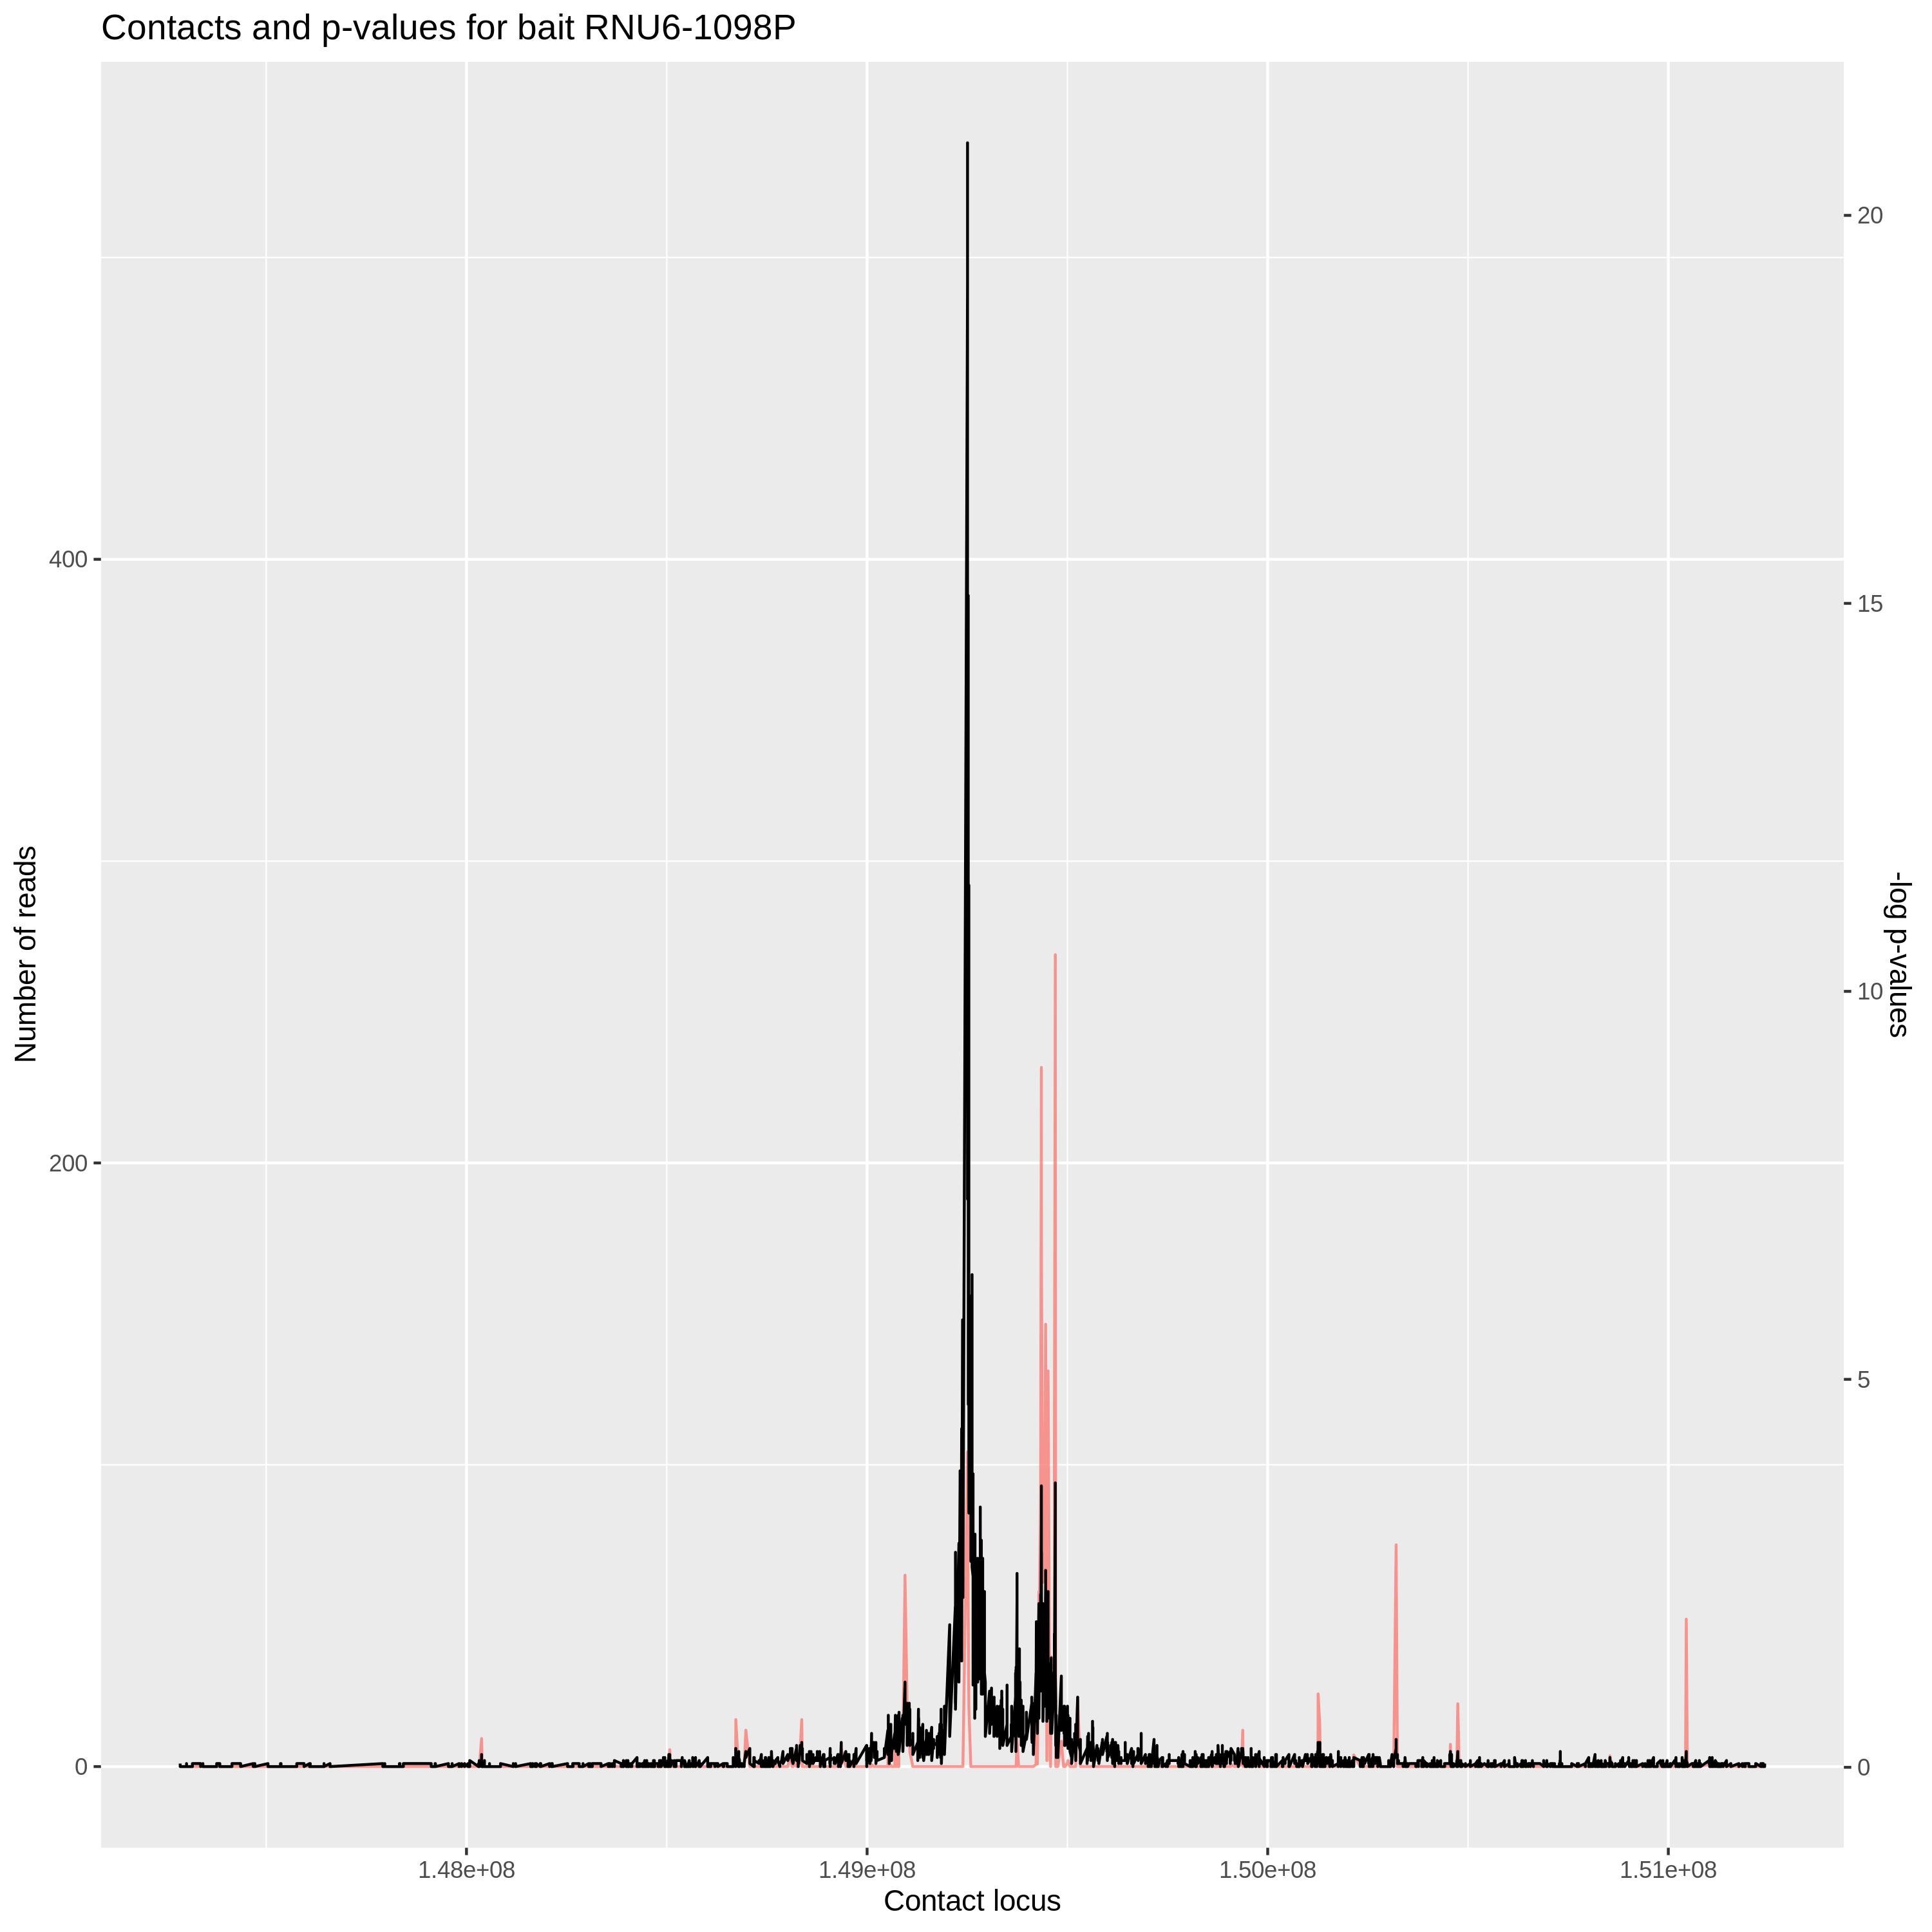 Contacts and p-values for bait RNU6-1098P
Number of reads
400
200
0
20
15
10
5
0
-log p-values
1.48e+08
1.49e+08
1.50e+08
1.51e+08
Contact locus